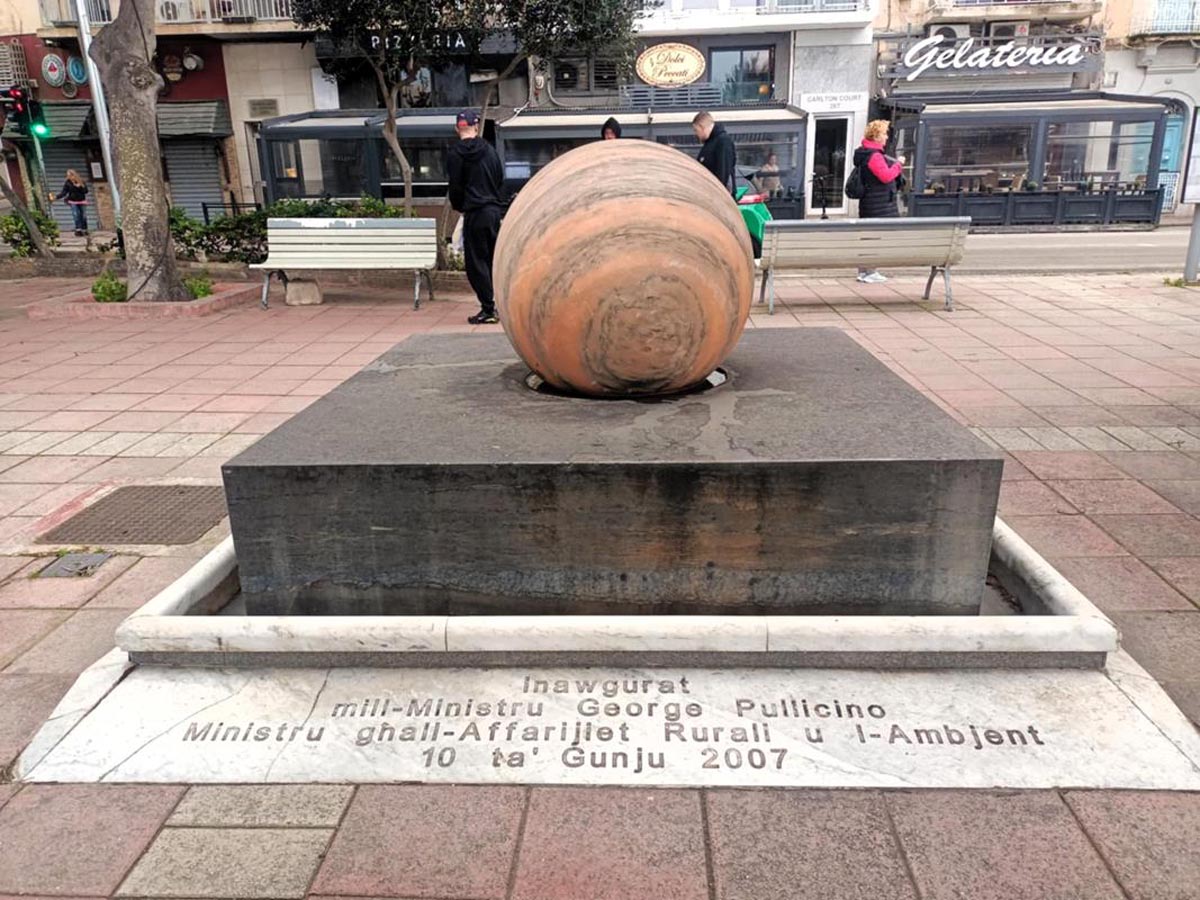 PIZZERIA
Dolci
Peccati
Gelateria
CARLTON COURT
267
Inawgurat
mill-Ministru George Pullicino
Ministru għall-Affarijiet Rurali u l-Ambjent
10 ta' Ġunju 2007